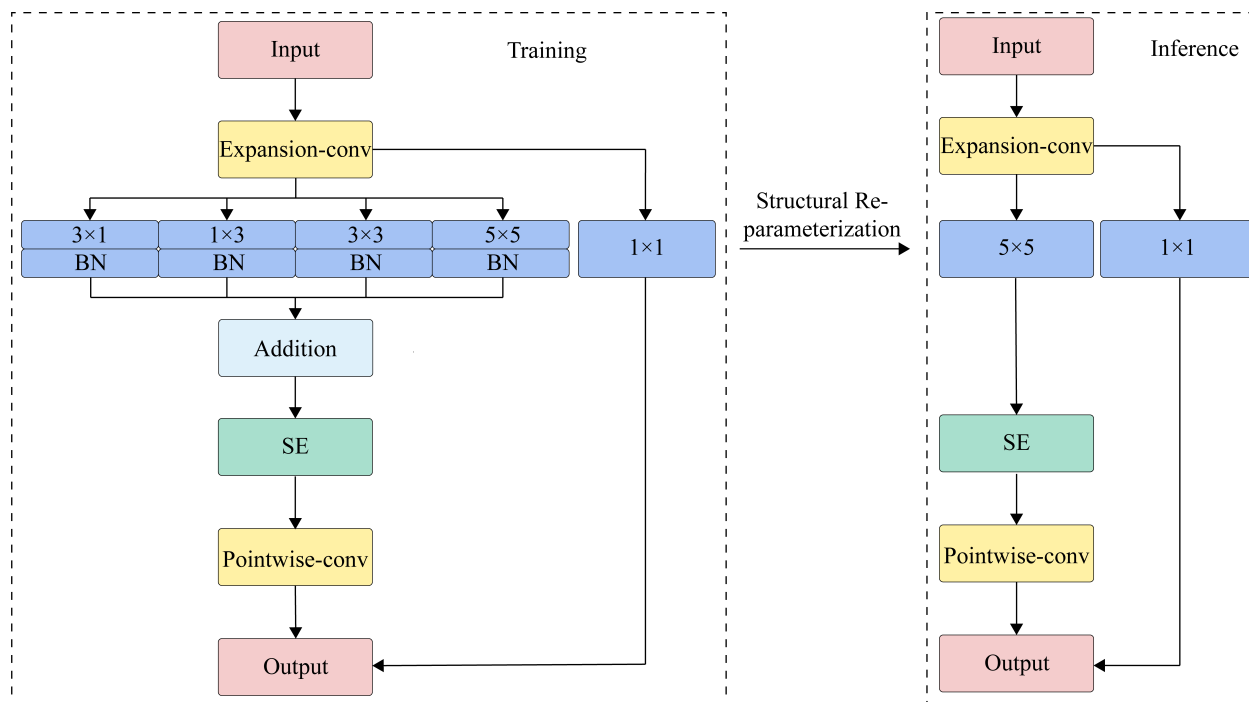 Training
Input
Expansion-conv
3×1
1×3
3×3
5×5
BN
BN
BN
BN
1×1
Addition
SE
Pointwise-conv
Output
Structural Re-
parameterization
Inference
Input
Expansion-conv
5×5
1×1
SE
Pointwise-conv
Output